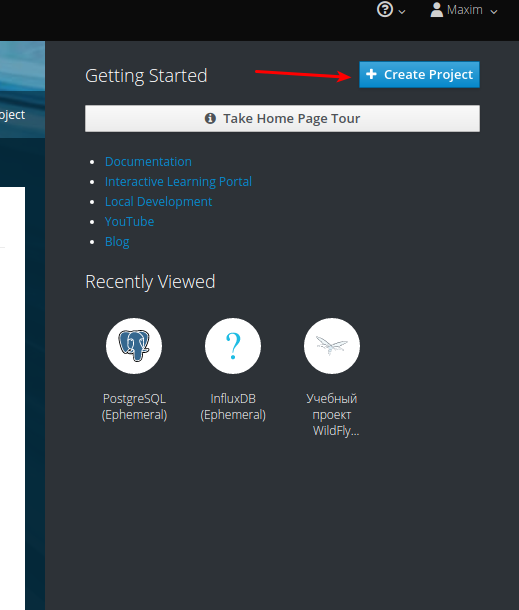 Maxim
Getting Started
Create Project
oject
Take Home Page Tour
Documentation
Interactive Learning Portal
Local Development
YouTube
Blog
Recently Viewed
PostgreSQL
(Ephemeral)
InfluxDB
(Ephemeral)
Учебный
проект
WildFly...